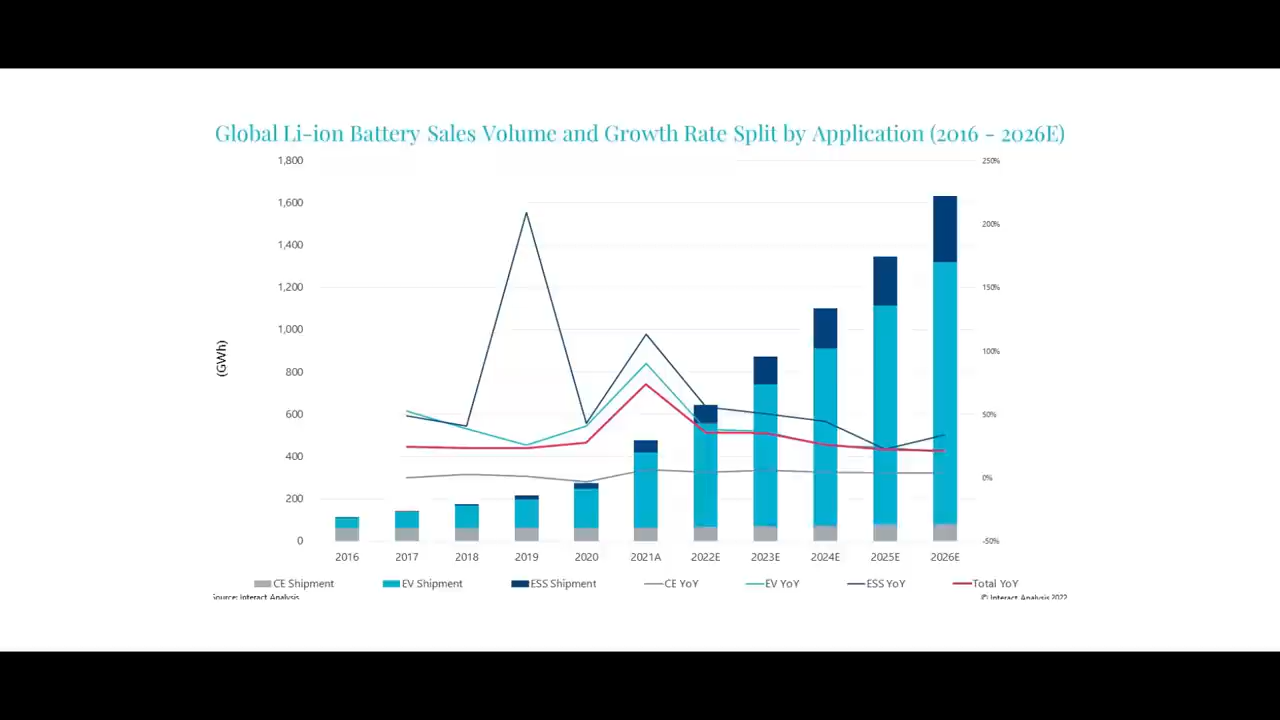 Global Li-ion Battery Sales Volume and Growth Rate Split by Application (2016 - 2026E)
1,800 250%
1,600 200%
1,400
1,200 150%
1,000 100%
(GWh)
800
600 50%
400 0%
200
0 -50%
2016 2017 2018 2019 2020 2021A 2022E 2023E 2024E 2025E 2026E
CE Shipment EV Shipment ESS Shipment CE YoY EV YoY ESS YoY Total YoY
Source: Interact Analysis © Interact Analysis 2022